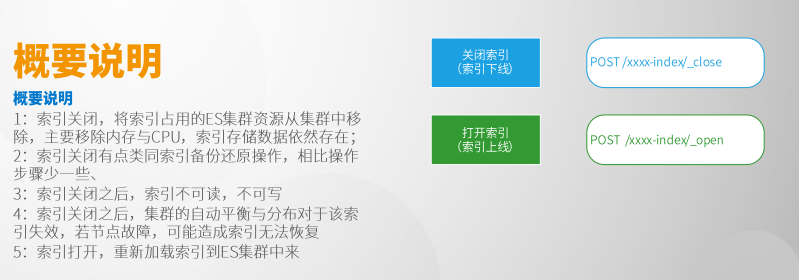 概要说明
概要说明
1：索引关闭，将索引占用的ES集群资源从集群中移
除，主要移除内存与CPU，索引存储数据依然存在；
2：索引关闭有点类同索引备份还原操作，相比操作
步骤少一些、
3：索引关闭之后，索引不可读，不可写
4：索引关闭之后，集群的自动平衡与分布对于该索
引失效，若节点故障，可能造成索引无法恢复
5：索引打开，重新加载索引到ES集群中来
关闭索引
（索引下线）
POST /xxxx-index/_close
打开索引
（索引上线）
POST /xxxx-index/_open